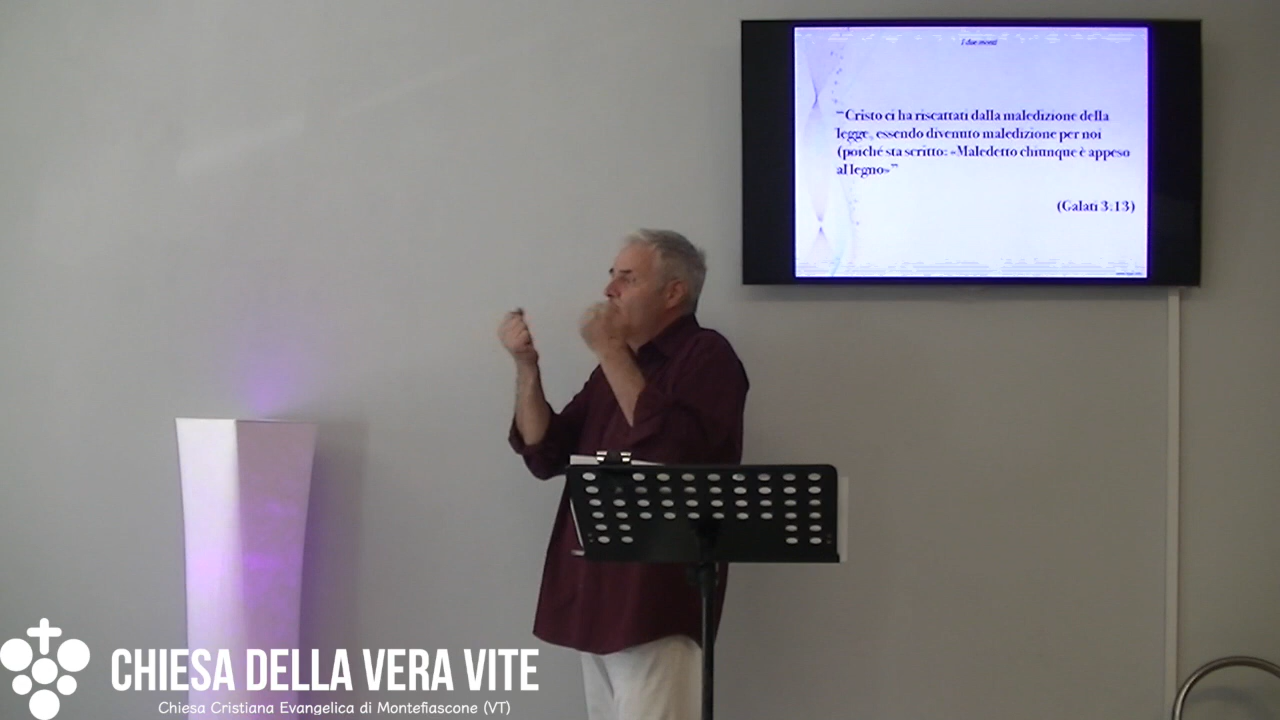 I due monti
“Cristo ci ha riscattati dalla maledizione della
legge, essendo divenuto maledizione per noi
(poiché sta scritto: «Maledetto chiunque è appeso
al legno»”
(Galati 3:13)
CHIESA DELLA VERA VITE
Chiesa Cristiana Evangelica di Montefiascone (VT)